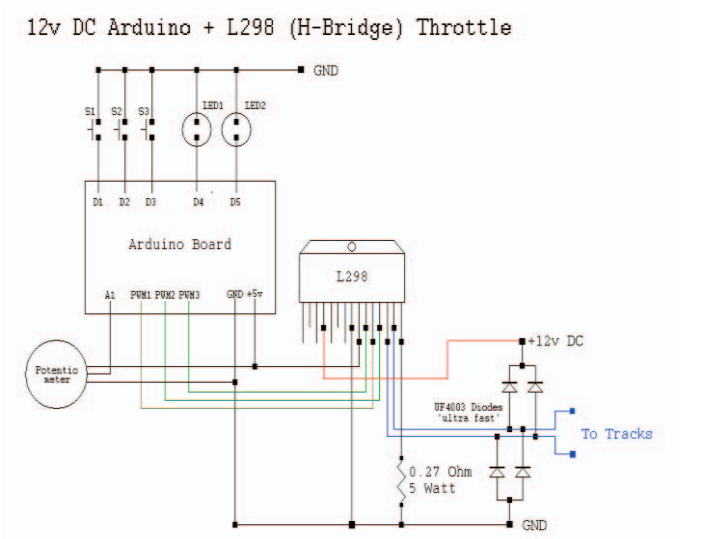 12v DC Arduino + L298 (H-Bridge) Throttle
GND
S1 S2 S3 LED1 LED2
D1 D2 D3 D4 D5
Arduino Board
L298
A1 PWM1 PWM2 PWM3 GND +5v
+12v DC
Potentio
meter
UF4003 Diodes
'ultra fast'
To Tracks
0.27 Ohm
5 Watt
GND